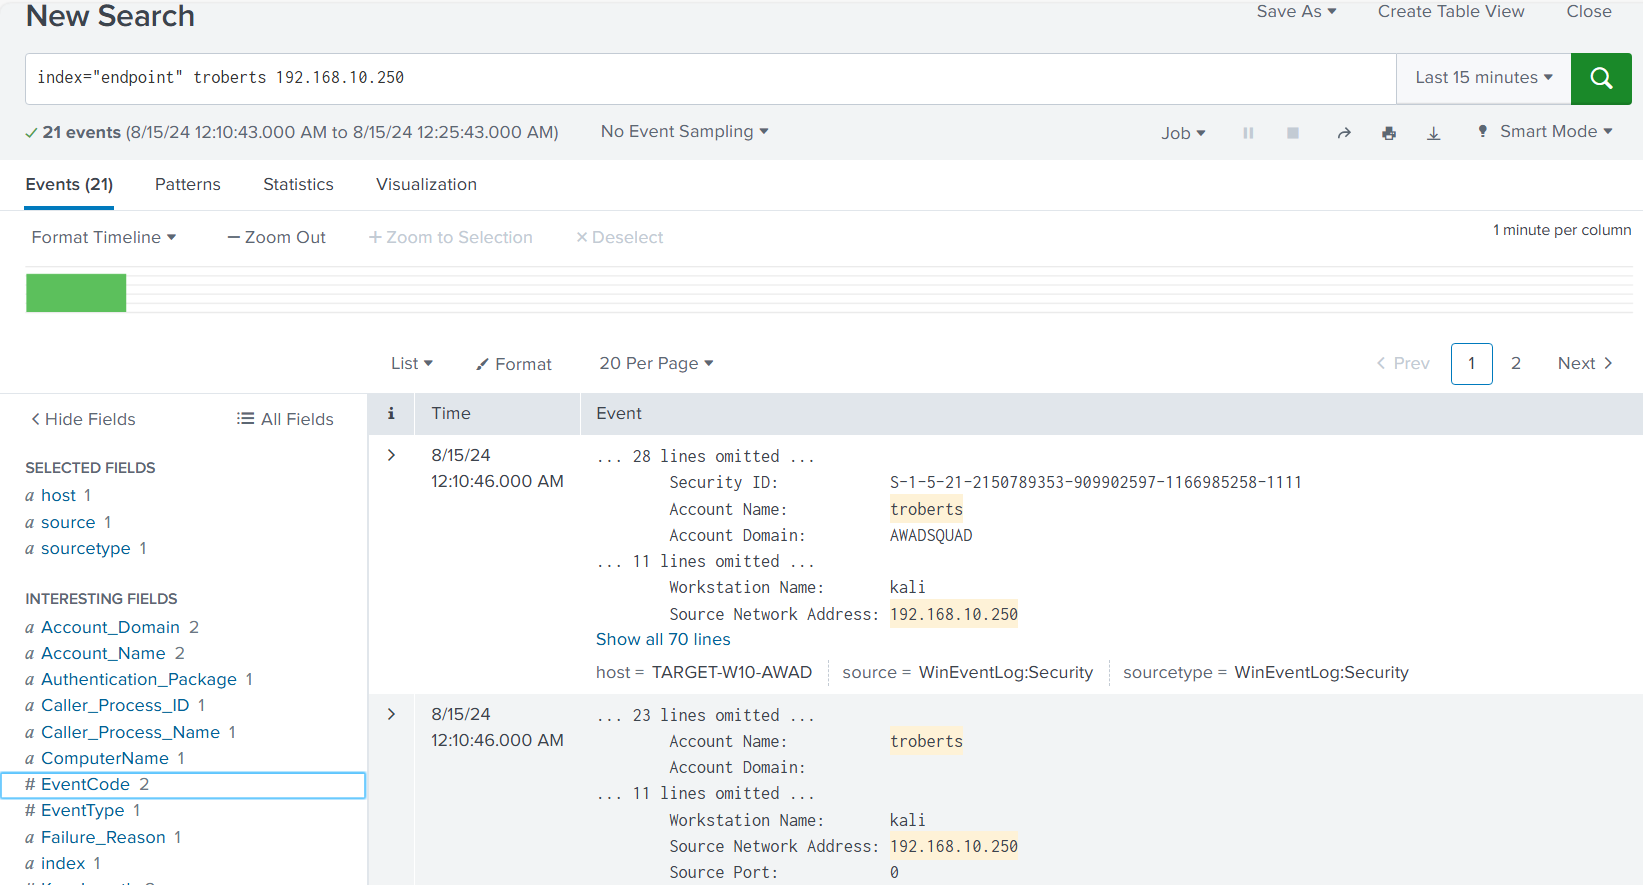 New Search
Save As
Create Table View
Close
index="endpoint" troberts 192.168.10.250
Last 15 minutes
21 events (8/15/24 12:10:43.000 AM to 8/15/24 12:25:43.000 AM)
No Event Sampling
Job
Smart Mode
Events (21)
Patterns
Statistics
Visualization
Format Timeline
— Zoom Out
+ Zoom to Selection
× Deselect
1 minute per column
List
Format
20 Per Page
< Prev
1
2
Next >
< Hide Fields
All Fields
SELECTED FIELDS
a host 1
a source 1
a sourcetype 1
INTERESTING FIELDS
a Account_Domain 2
a Account_Name 2
a Authentication_Package 1
a Caller_Process_ID 1
a Caller_Process_Name 1
a ComputerName 1
# EventCode 2
# EventType 1
a Failure_Reason 1
a index 1
i
Time
Event
> 8/15/24
12:10:46.000 AM
... 28 lines omitted ...
Security ID: S-1-5-21-2150789353-909902597-1166985258-1111
Account Name: troberts
Account Domain: AWADSQUAD
... 11 lines omitted ...
Workstation Name: kali
Source Network Address: 192.168.10.250
Show all 70 lines
host = TARGET-W10-AWAD
source = WinEventLog:Security
sourcetype = WinEventLog:Security
> 8/15/24
12:10:46.000 AM
... 23 lines omitted ...
Account Name: troberts
Account Domain:
... 11 lines omitted ...
Workstation Name: kali
Source Network Address: 192.168.10.250
Source Port: 0